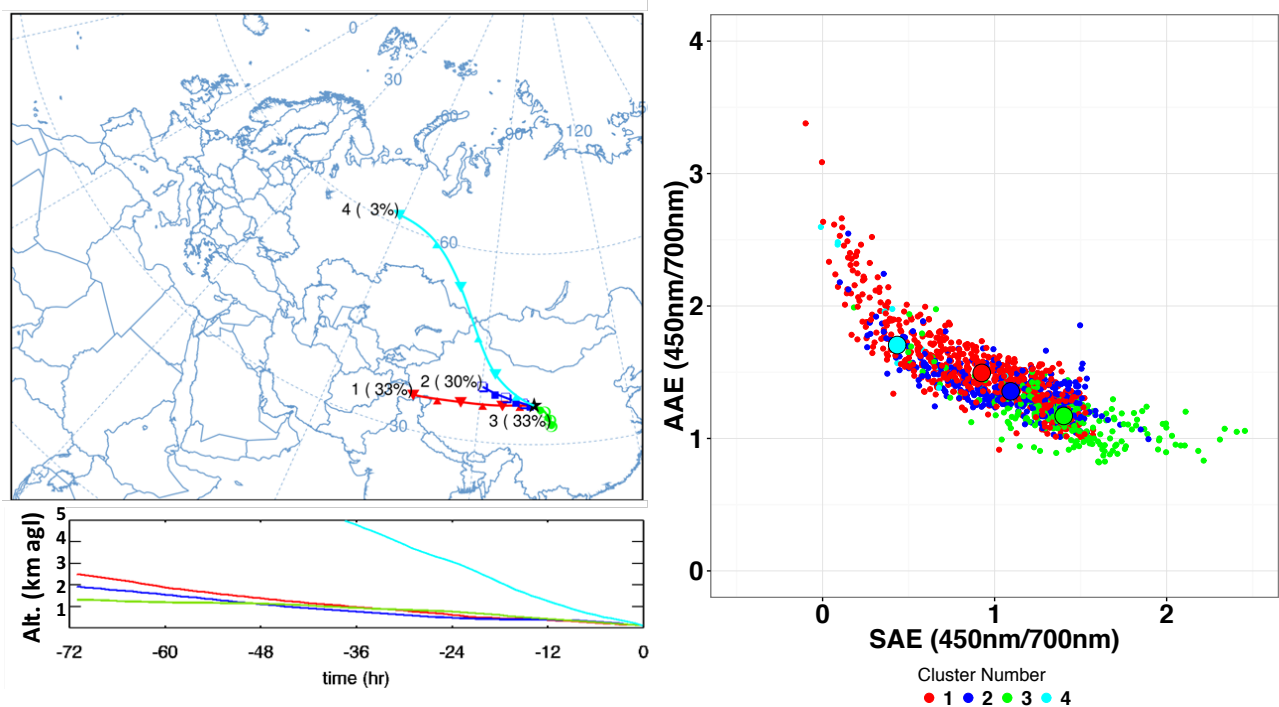 0
30
60
90
120
15
4 ( 3%)
60
1 ( 33%)
2 ( 30%)
3 ( 33%)
30
Alt. (km agl)
5
4
3
2
1
-72 -60 -48 -36 -24 -12 0
time (hr)
AAE (450nm/700nm)
4
3
2
1
0
0 1 2
SAE (450nm/700nm)
Cluster Number
1 2 3 4